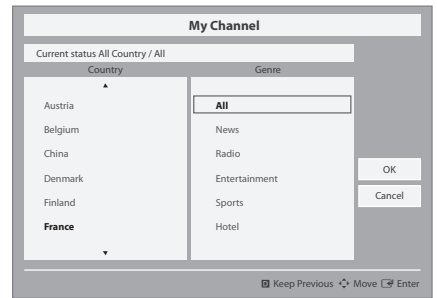 My Channel
Current status All Country / All
Country Genre
Austria All
Belgium News
China Radio
Denmark Entertainment
Finland Sports
France Hotel
OK
Cancel
D Keep Previous Move Enter